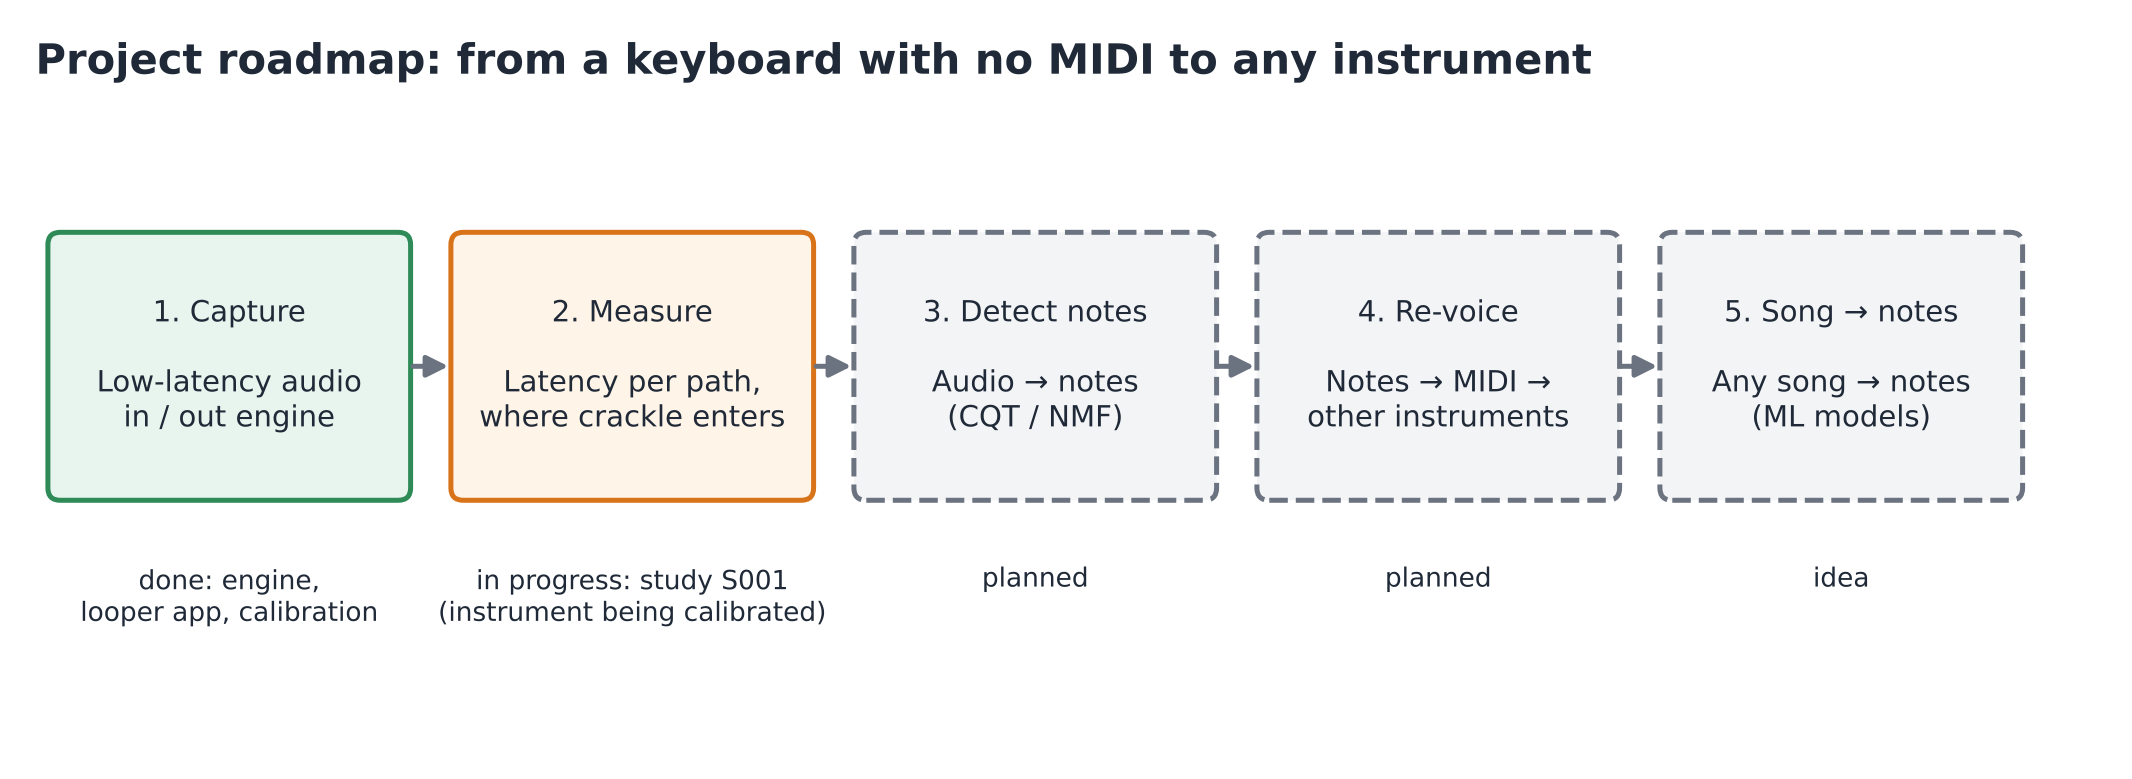 Project roadmap: from a keyboard with no MIDI to any instrument
1. Capture
Low-latency audio
in / out engine
2. Measure
Latency per path,
where crackle enters
3. Detect notes
Audio → notes
(CQT / NMF)
4. Re-voice
Notes → MIDI →
other instruments
5. Song → notes
Any song → notes
(ML models)
done: engine,
looper app, calibration
in progress: study S001
(instrument being calibrated)
planned
planned
idea